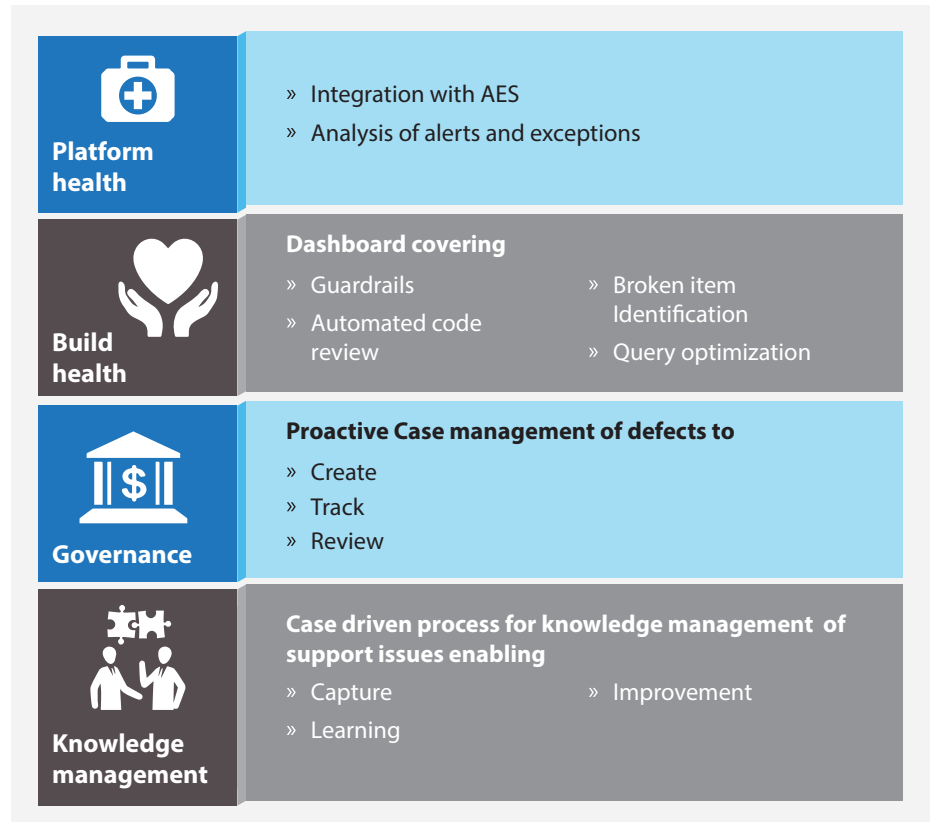 Platform
health
» Integration with AES
» Analysis of alerts and exceptions
Build
health
Dashboard covering
» Guardrails
» Automated code
review
» Broken item
Identification
» Query optimization
$
Governance
Proactive Case management of defects to
» Create
» Track
» Review
Knowledge
management
Case driven process for knowledge management of
support issues enabling
» Capture
» Learning
» Improvement